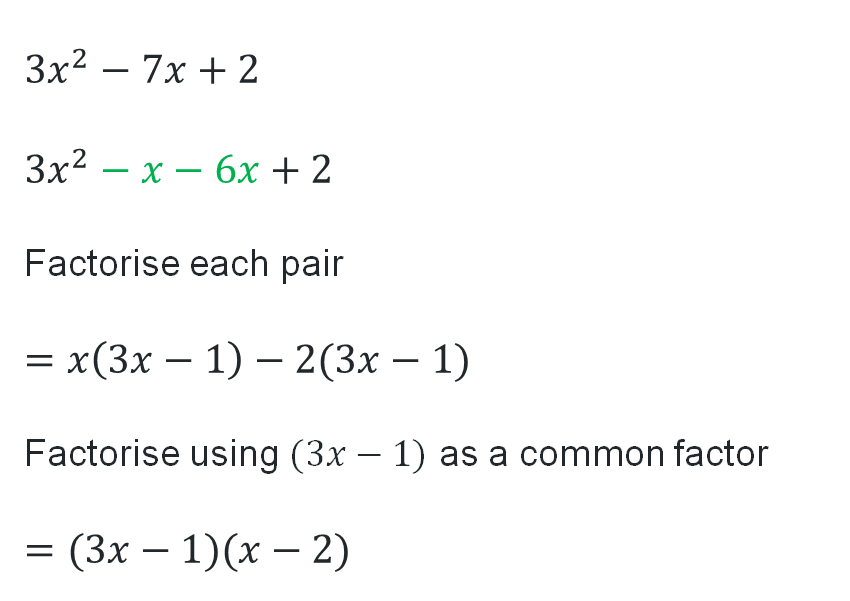 3x² − 7x + 2
3x² − x − 6x + 2
Factorise each pair
= x(3x − 1) − 2(3x − 1)
Factorise using (3x − 1) as a common factor
= (3x − 1)(x − 2)